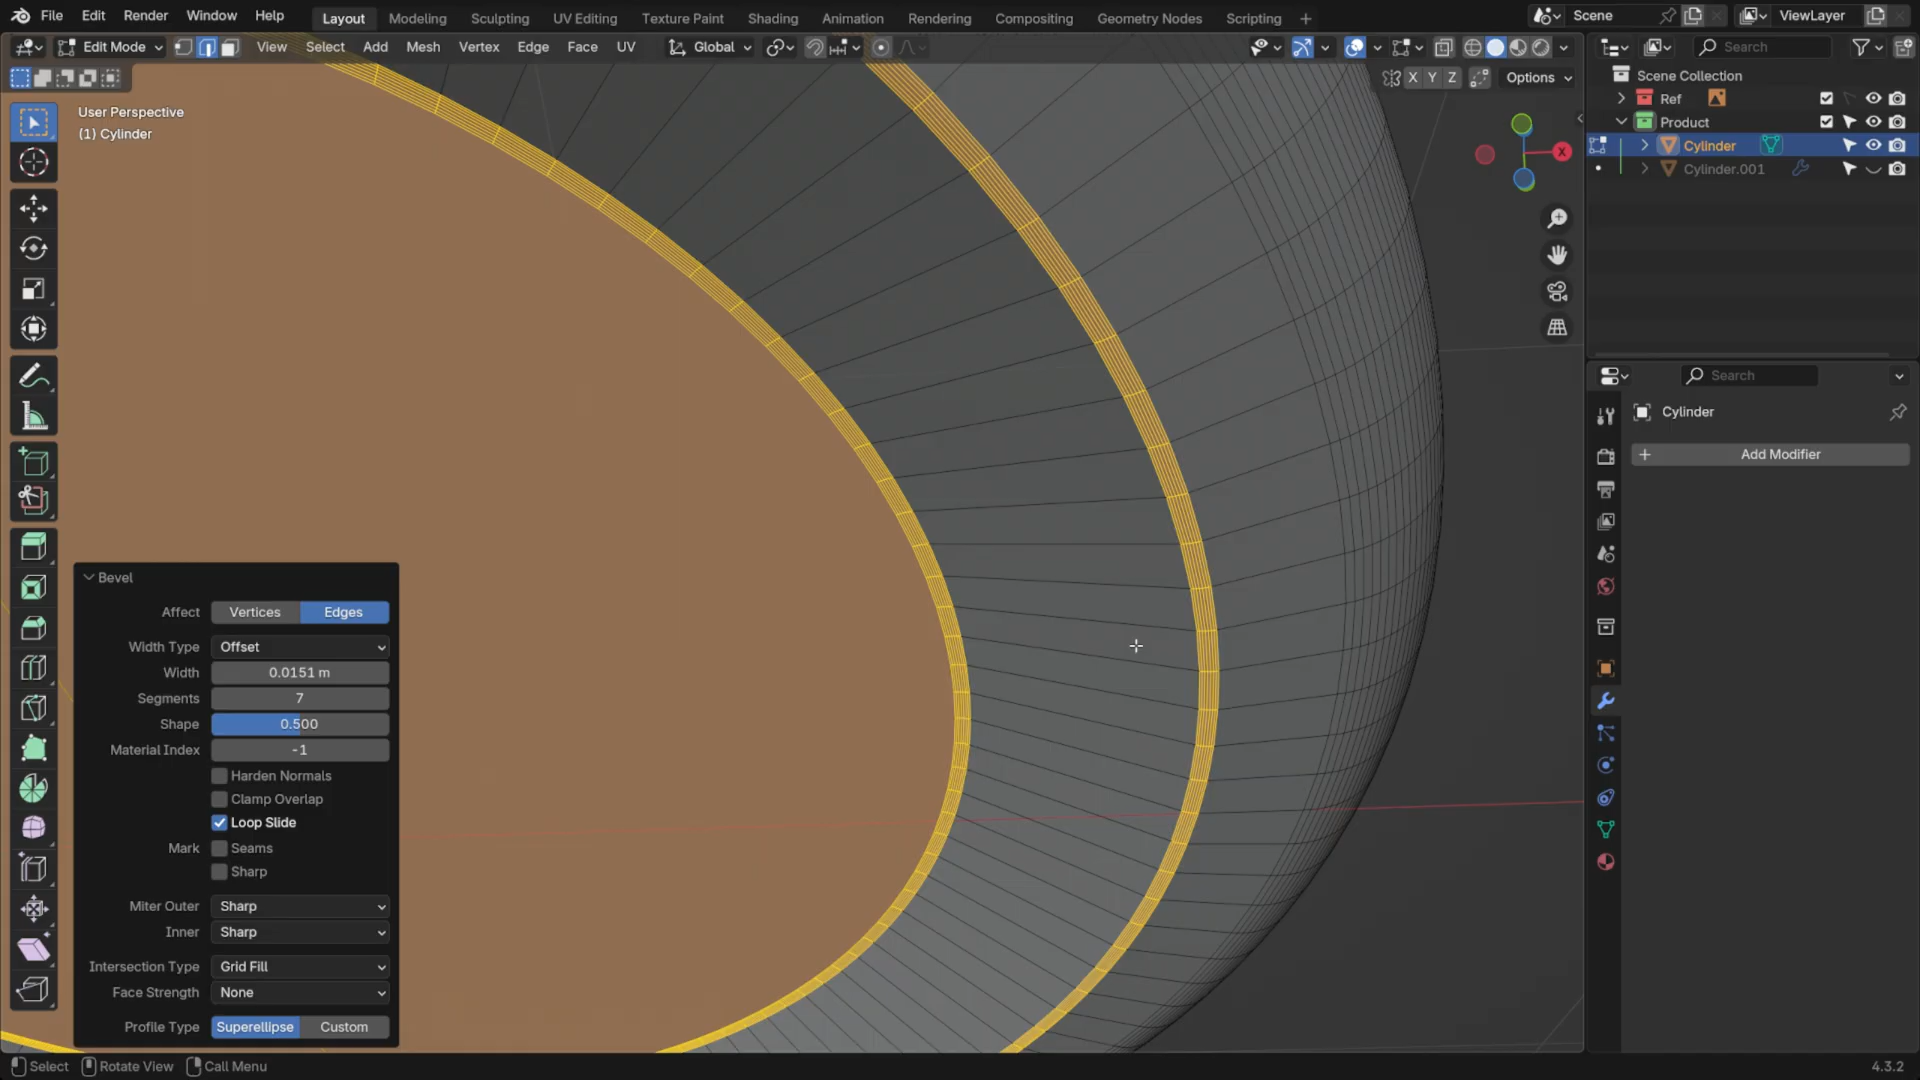 File Edit Render Window Help Layout Modeling Sculpting UV Editing Texture Paint Shading Animation Rendering Compositing Geometry Nodes Scripting + Scene ViewLayer
Edit Mode View Select Add Mesh Vertex Edge Face UV Global Search
X Y Z Options
Scene Collection
Ref
Product
Cylinder
Cylinder.001
User Perspective
(1) Cylinder
X
Search
Cylinder
+ Add Modifier
Bevel
Affect Vertices Edges
Width Type Offset
Width 0.0151 m
Segments 7
Shape 0.500
Material Index -1
Harden Normals
Clamp Overlap
Loop Slide
Mark Seams
Sharp
Miter Outer Sharp
Inner Sharp
Intersection Type Grid Fill
Face Strength None
Profile Type Superellipse Custom
Select Rotate View Call Menu 4.3.2